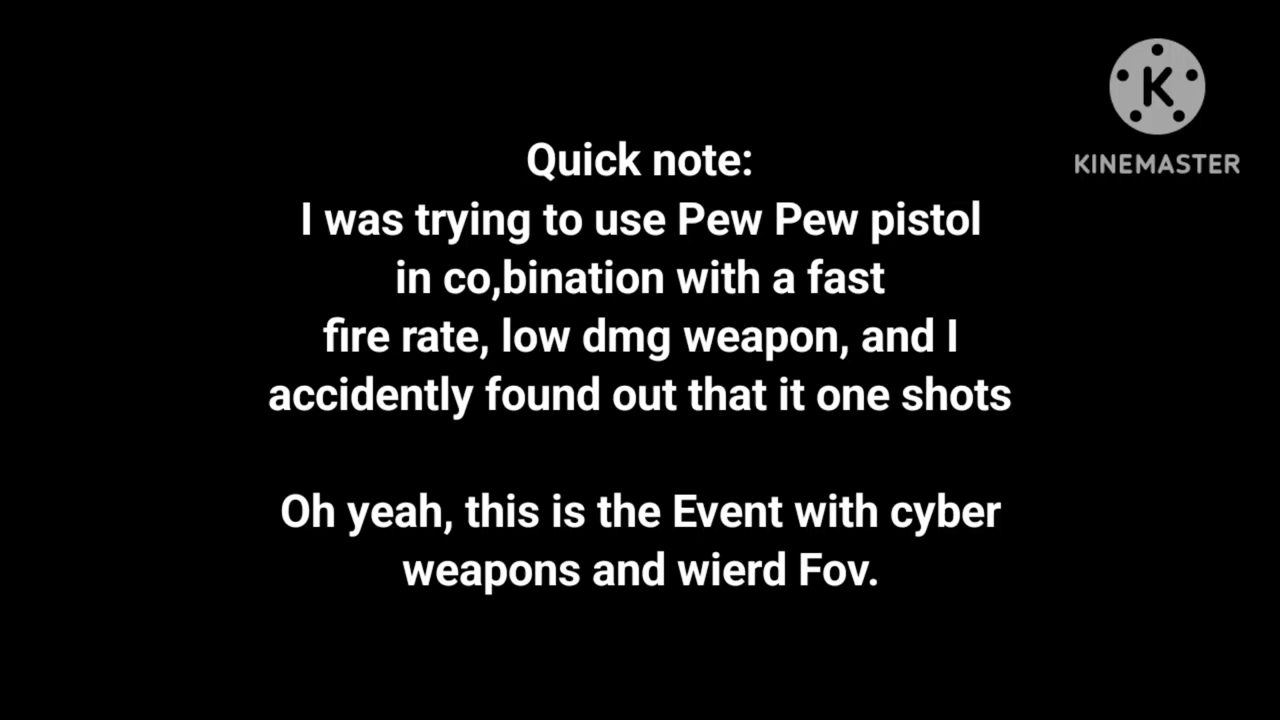 K
KINEMASTER
Quick note:
I was trying to use Pew Pew pistol
in co,bination with a fast
fire rate, low dmg weapon, and I
accidently found out that it one shots
Oh yeah, this is the Event with cyber
weapons and wierd Fov.